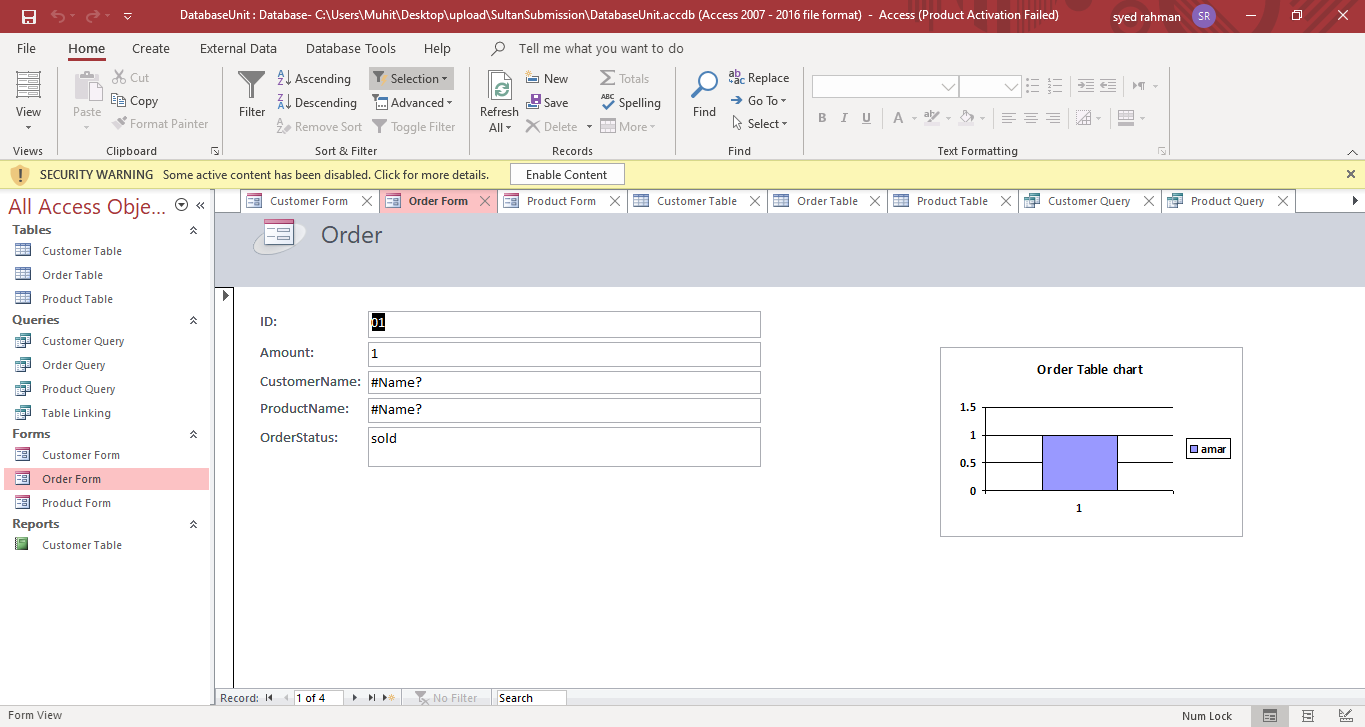 DatabaseUnit : Database- C:\Users\Muhit\Desktop\upload\SultanSubmission\DatabaseUnit.accdb (Access 2007 - 2016 file format) - Access (Product Activation Failed)
syed rahman SR
File Home Create External Data Database Tools Help Tell me what you want to do
View
Views
Paste
Cut
Copy
Format Painter
Clipboard
Filter
Ascending
Descending
Remove Sort
Selection
Advanced
Toggle Filter
Sort & Filter
Refresh
All
New
Save
Delete
Totals
Spelling
More
Records
Find
Replace
Go To
Select
Find
B I U A
Text Formatting
SECURITY WARNING Some active content has been disabled. Click for more details. Enable Content
All Access Obje...
Tables
Customer Table
Order Table
Product Table
Queries
Customer Query
Order Query
Product Query
Table Linking
Forms
Customer Form
Order Form
Product Form
Reports
Customer Table
Customer Form Order Form Product Form Customer Table Order Table Product Table Customer Query Product Query
Order
ID: 01
Amount: 1
CustomerName: #Name?
ProductName: #Name?
OrderStatus: sold
Order Table chart
1.5
1
0.5
0
1
amar
Record: 1 of 4 No Filter Search
Form View Num Lock